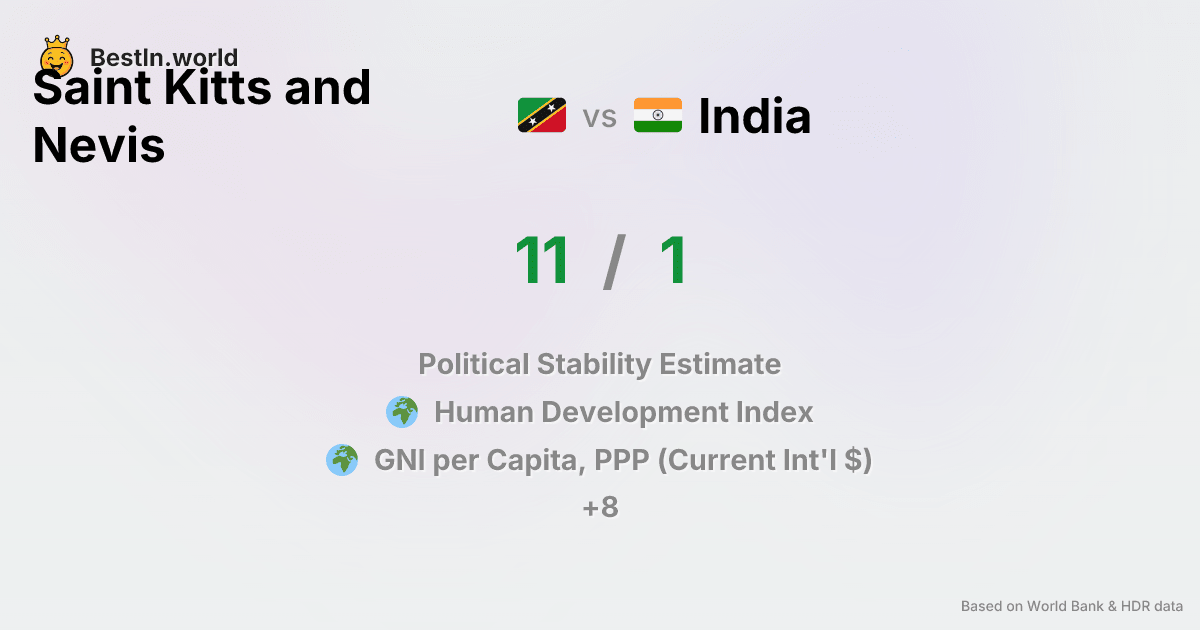 BestIn.world
Saint Kitts and
Nevis
vs
India
11 / 1
Political Stability Estimate
Human Development Index
GNI per Capita, PPP (Current Int'l $)
+8
Based on World Bank & HDR data